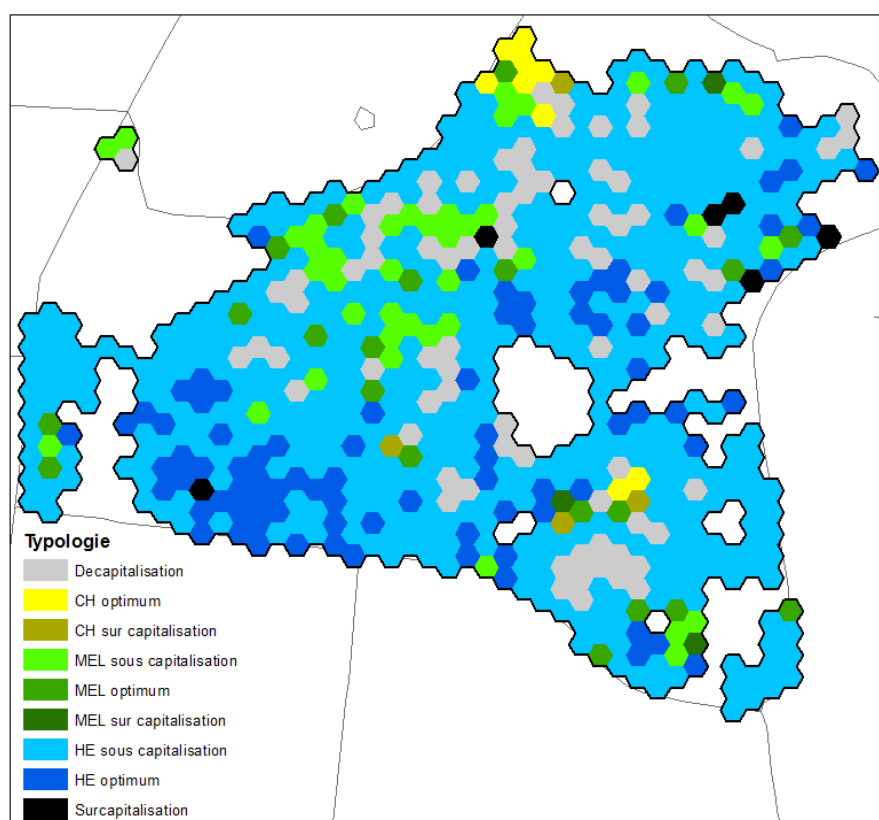 Typologie
Decapitalisation
CH optimum
CH sur capitalisation
MEL sous capitalisation
MEL optimum
MEL sur capitalisation
HE sous capitalisation
HE optimum
Surcapitalisation